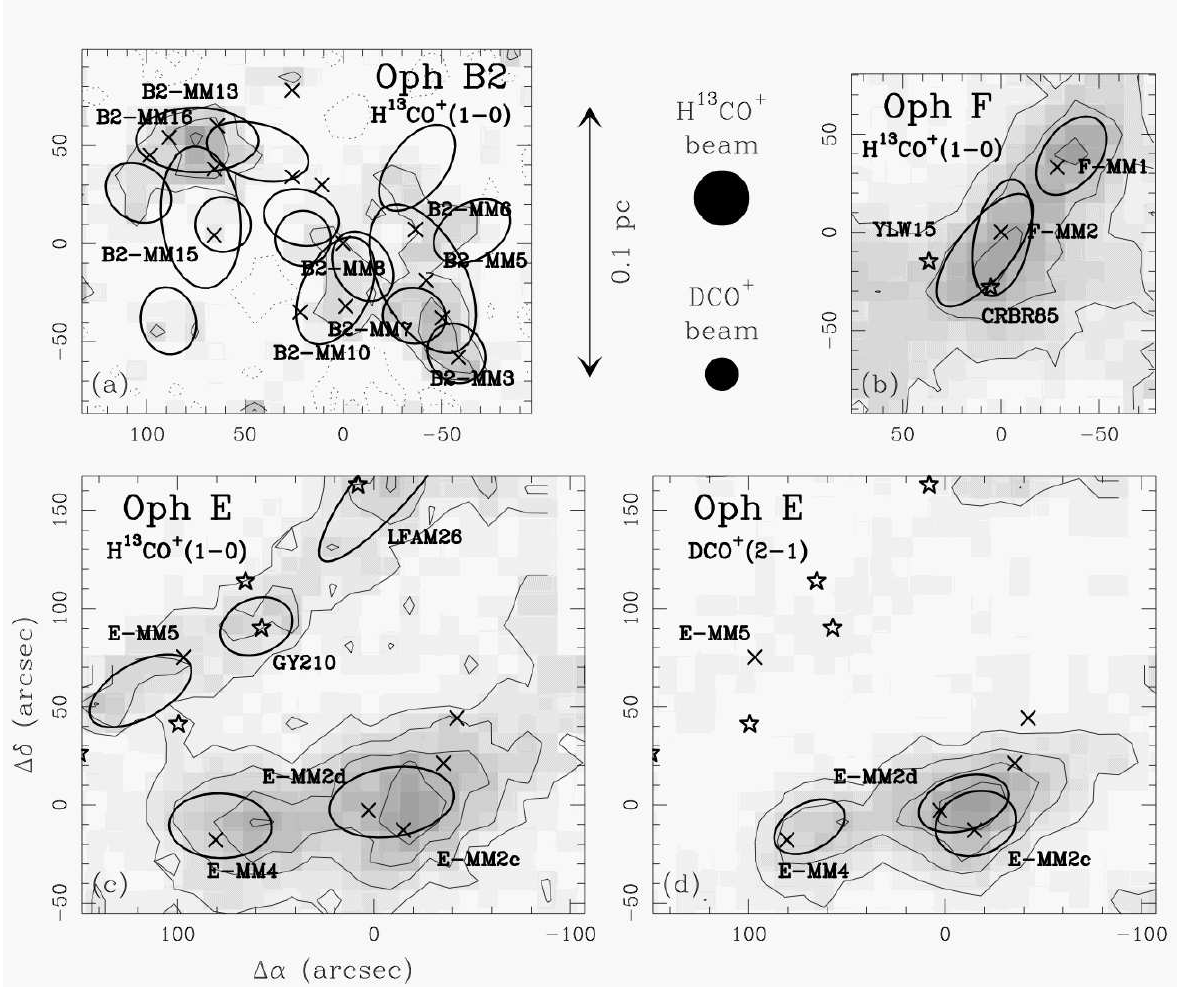 Oph B2
H¹³CO⁺(1−0)
B2−MM13
B2−MM16
B2−MM6
B2−MM5
B2−MM15
B2−MM8
B2−MM7
B2−MM10
B2−MM3
(a)
50
0
−50
100
50
0
−50
0.1 pc
H¹³CO⁺
beam
DCO⁺
beam
Oph F
H¹³CO⁺(1−0)
F−MM1
YLW15
F−MM2
CRBR85
(b)
50
0
−50
50
0
−50
Oph E
H¹³CO⁺(1−0)
LFAM26
E−MM5
GY210
E−MM2d
E−MM4
E−MM2c
(c)
150
100
50
0
−50
100
0
−100
Δδ (arcsec)
Δα (arcsec)
Oph E
DCO⁺(2−1)
E−MM5
E−MM2d
E−MM4
E−MM2c
(d)
150
100
50
0
−50
100
0
−100